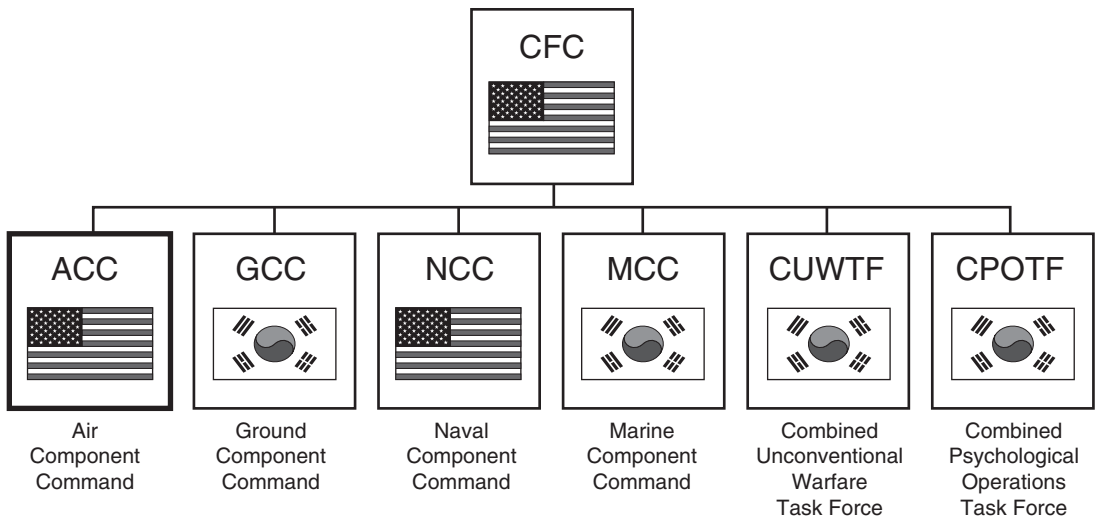 CFC
ACC
GCC
NCC
MCC
CUWTF
CPOTF
Air
Component
Command
Ground
Component
Command
Naval
Component
Command
Marine
Component
Command
Combined
Unconventional
Warfare
Task Force
Combined
Psychological
Operations
Task Force